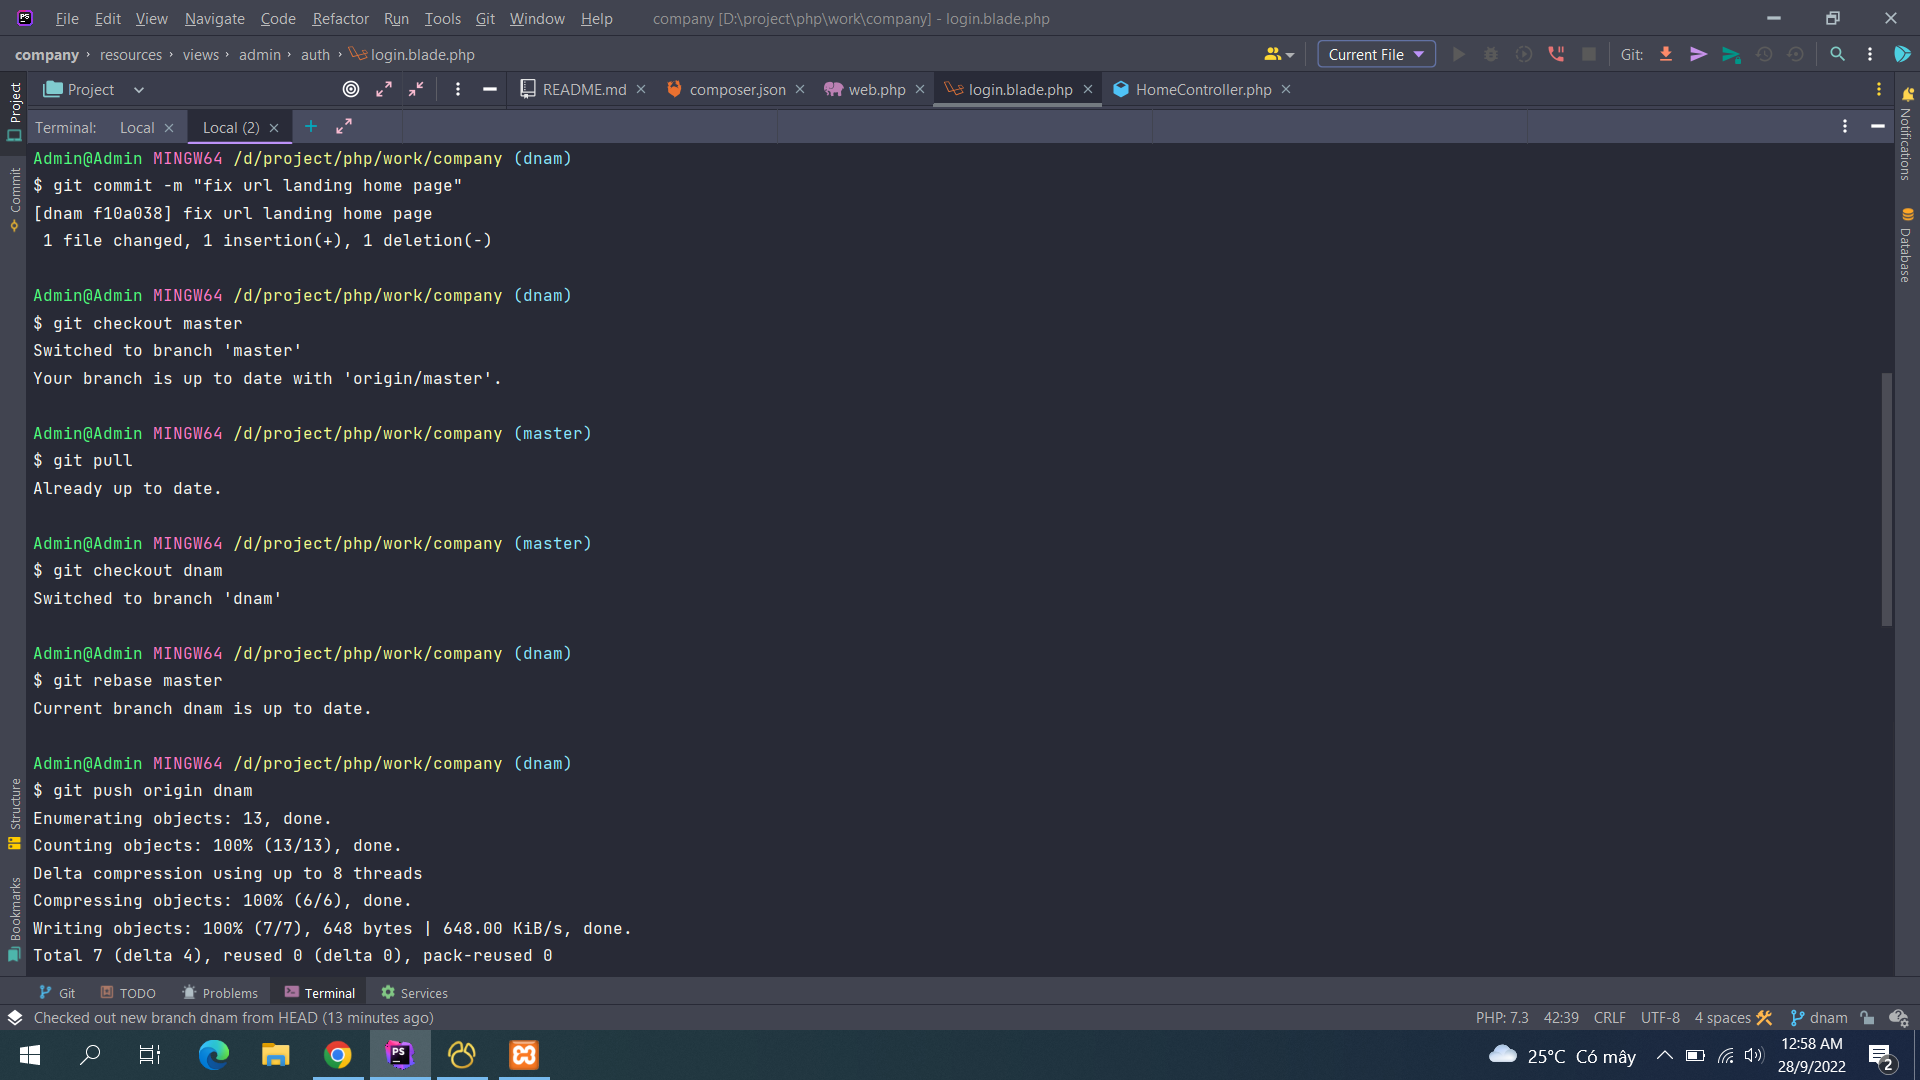 File Edit View Navigate Code Refactor Run Tools Git Window Help company [D:\project\php\work\company] - login.blade.php
company › resources › views › admin › auth › login.blade.php Current File Git:
Project README.md composer.json web.php login.blade.php HomeController.php
Terminal: Local Local (2)
Admin@Admin MINGW64 /d/project/php/work/company (dnam)
$ git commit -m "fix url landing home page"
[dnam f10a038] fix url landing home page
1 file changed, 1 insertion(+), 1 deletion(-)
Admin@Admin MINGW64 /d/project/php/work/company (dnam)
$ git checkout master
Switched to branch 'master'
Your branch is up to date with 'origin/master'.
Admin@Admin MINGW64 /d/project/php/work/company (master)
$ git pull
Already up to date.
Admin@Admin MINGW64 /d/project/php/work/company (master)
$ git checkout dnam
Switched to branch 'dnam'
Admin@Admin MINGW64 /d/project/php/work/company (dnam)
$ git rebase master
Current branch dnam is up to date.
Admin@Admin MINGW64 /d/project/php/work/company (dnam)
$ git push origin dnam
Enumerating objects: 13, done.
Counting objects: 100% (13/13), done.
Delta compression using up to 8 threads
Compressing objects: 100% (6/6), done.
Writing objects: 100% (7/7), 648 bytes | 648.00 KiB/s, done.
Total 7 (delta 4), reused 0 (delta 0), pack-reused 0
Project
Commit
Structure
Bookmarks
Notifications
Database
Git TODO Problems Terminal Services
Checked out new branch dnam from HEAD (13 minutes ago) PHP: 7.3 42:39 CRLF UTF-8 4 spaces dnam
25°C Có mây 12:58 AM
28/9/2022
2